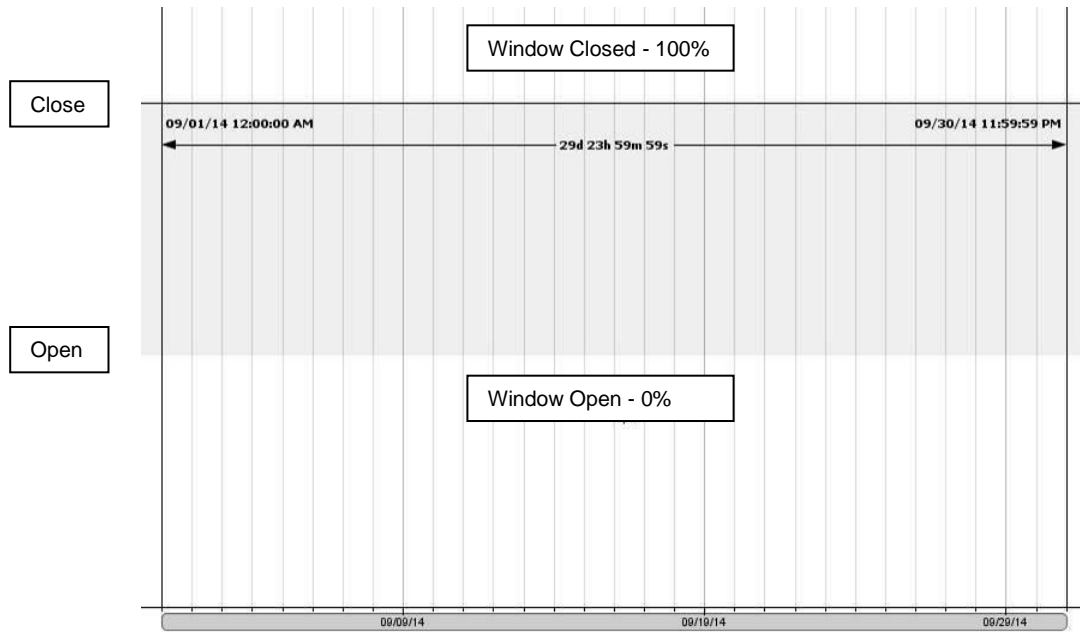 Window Closed - 100%
Close
09/01/14 12:00:00 AM
09/30/14 11:59:59 PM
29d 23h 59m 59s
Open
Window Open - 0%
09/09/14
09/19/14
09/29/14